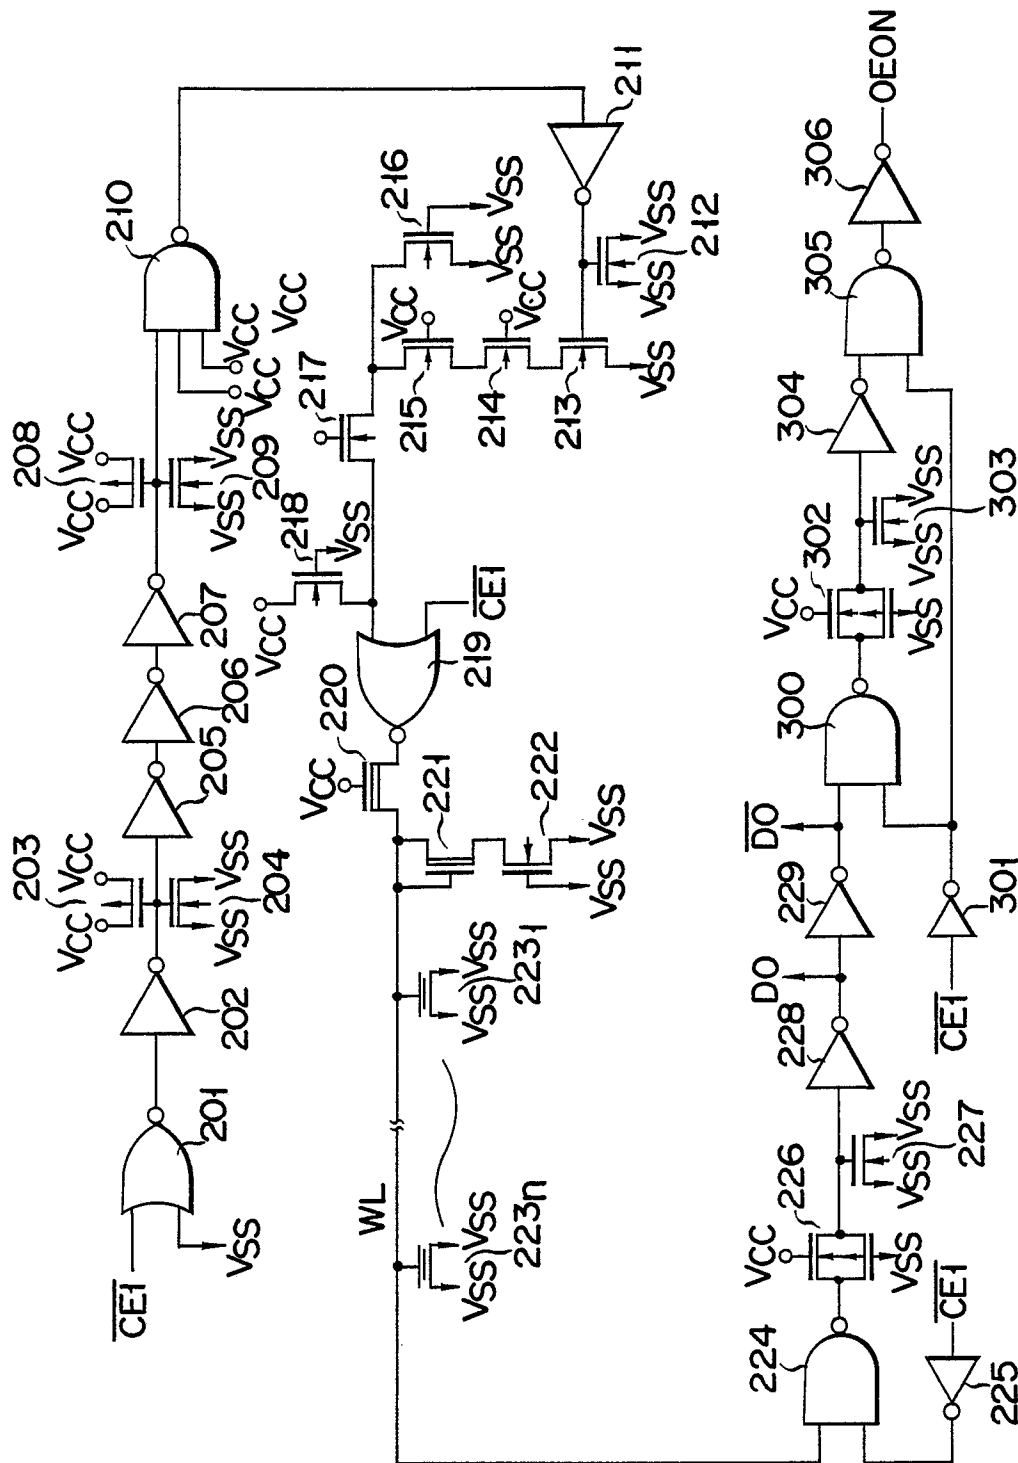 CE1
VSS
201
202
VCC
VCC
203
VSS
VSS
204
205
206
207
VCC
VCC
208
VSS
VSS
209
VCC
VCC
VCC
210
211
VSS
VSS
212
213
VSS
214
VCC
215
VCC
216
VSS
VSS
217
218
VCC
VSS
CE1
219
220
VCC
221
222
VSS
VSS
WL
VSS
VSS
2231
VSS
VSS
223n
224
CE1
225
VCC
226
VSS
VSS
VSS
227
228
DO
229
DO
CE1
301
300
VCC
302
VSS
VSS
VSS
303
304
305
306
OEON